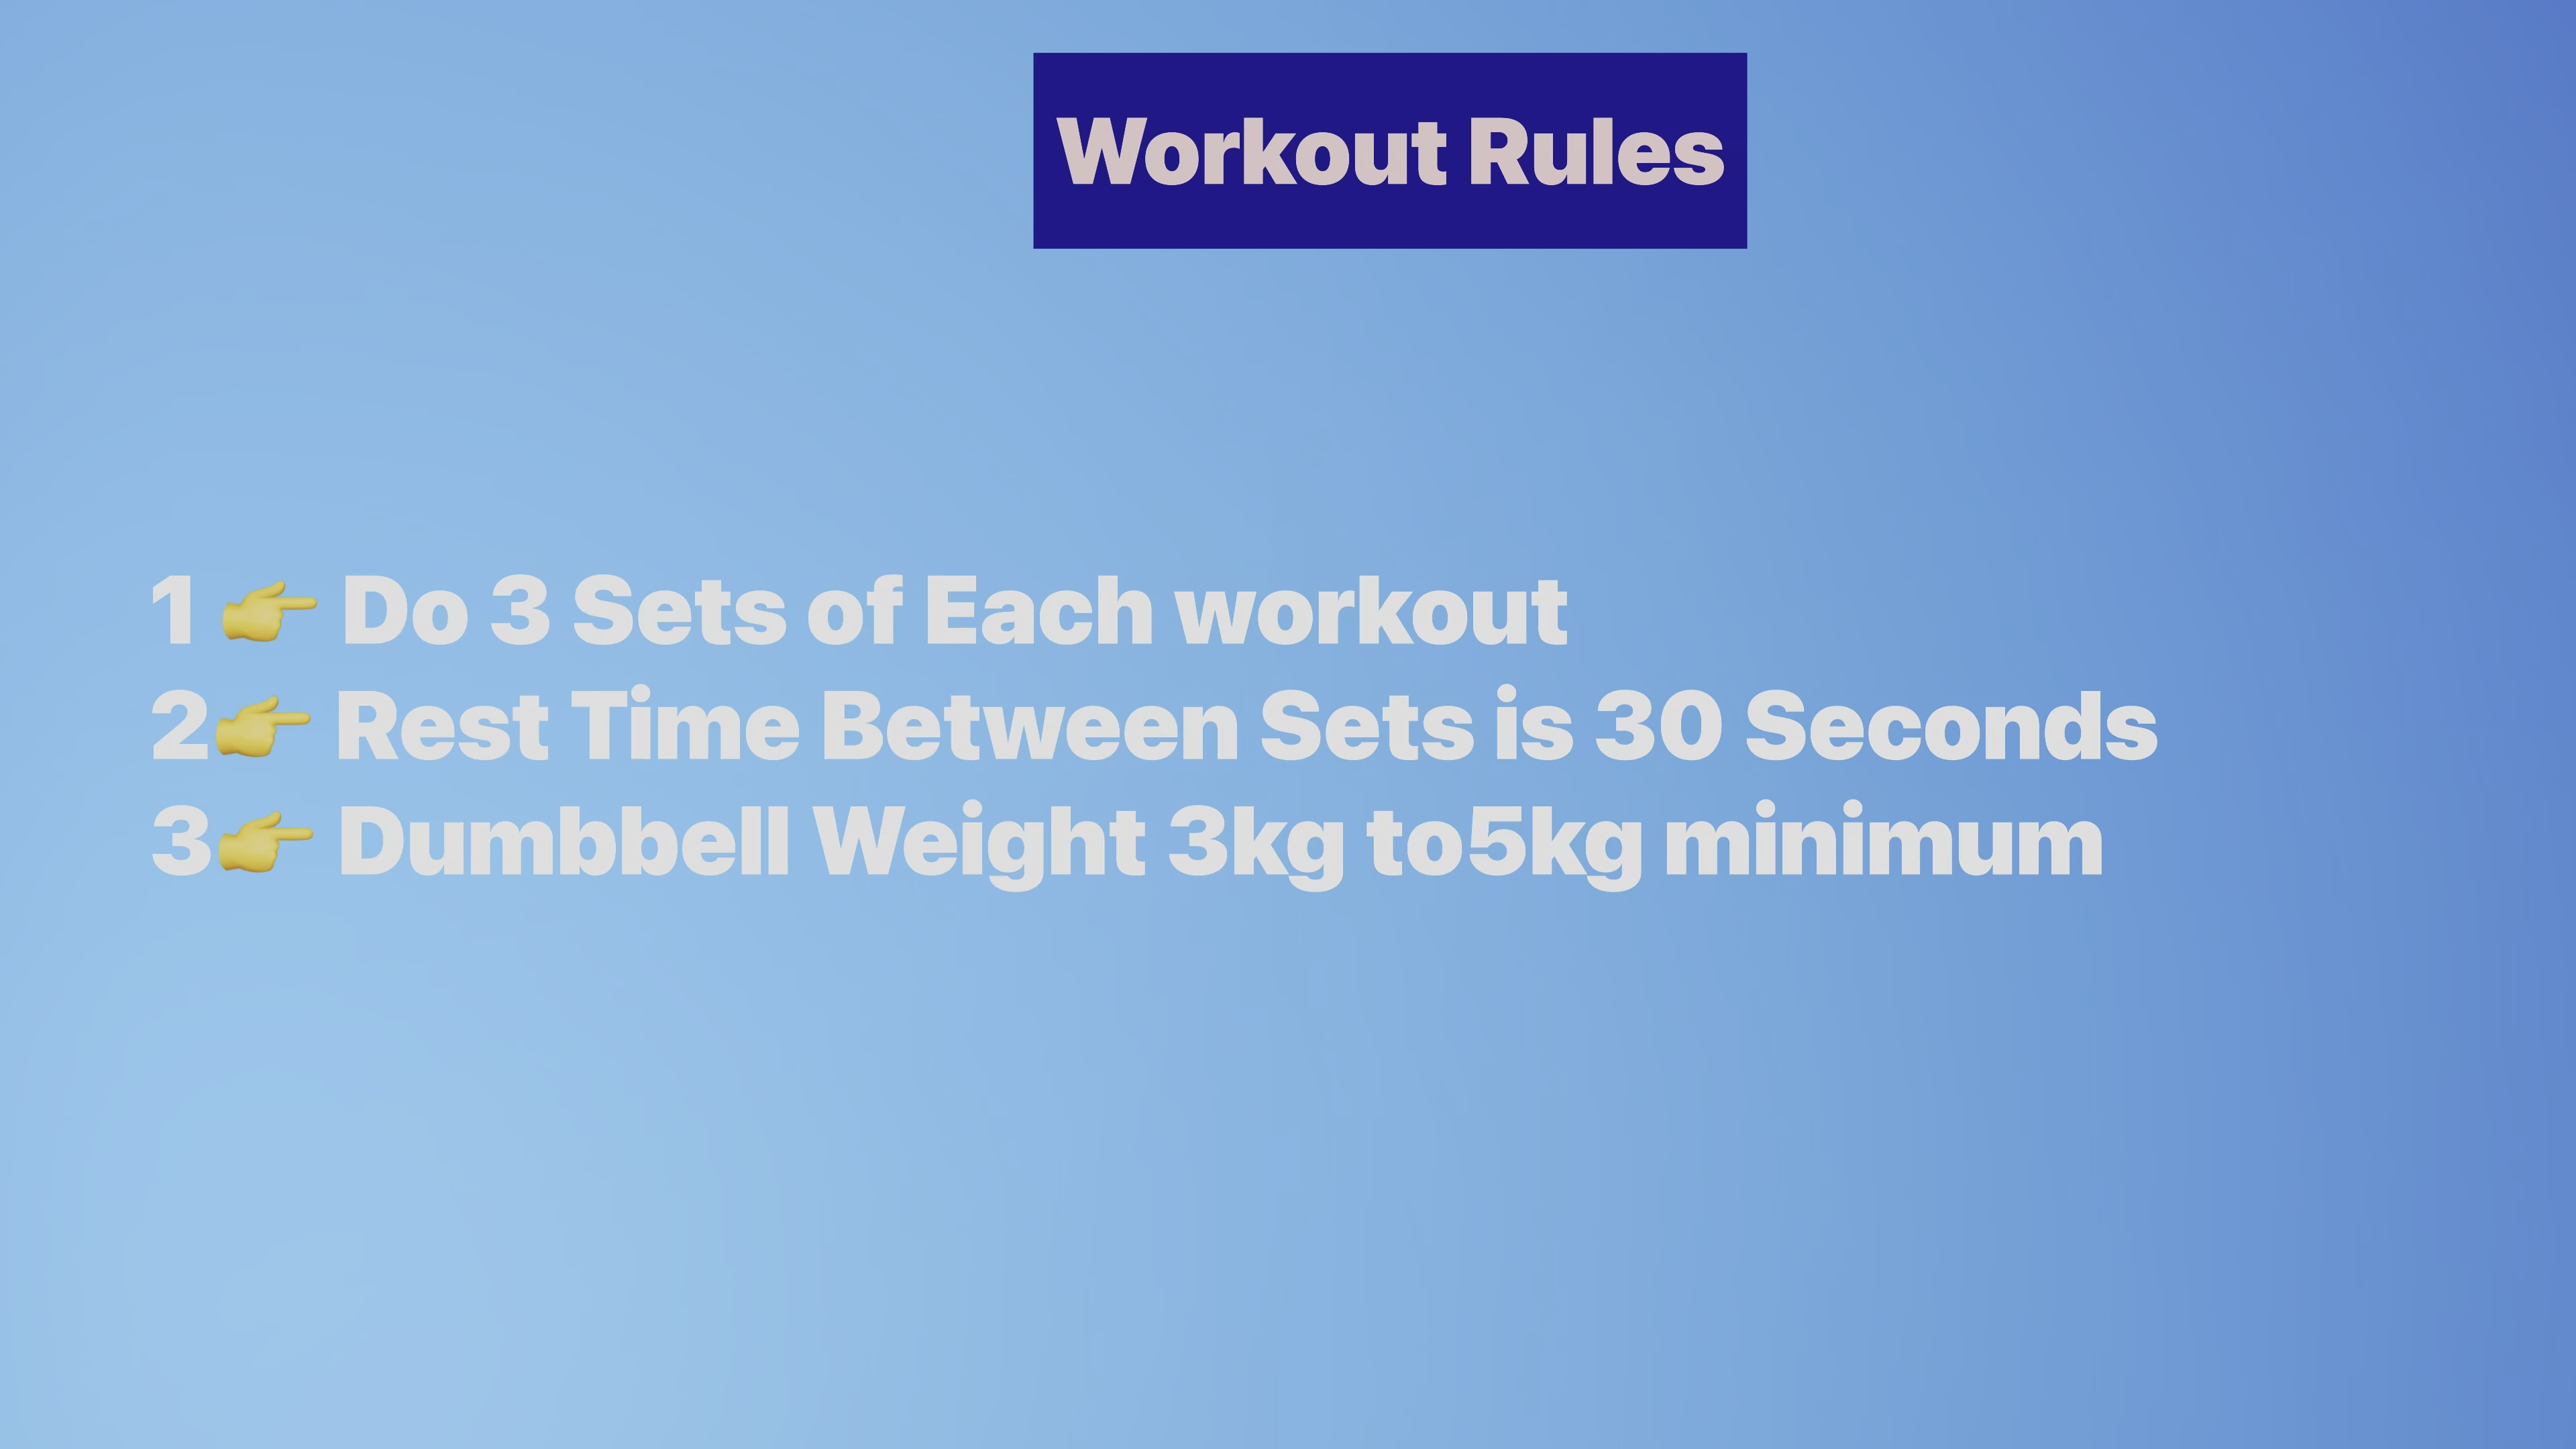 Workout Rules
1 👉 Do 3 Sets of Each workout
2👉 Rest Time Between Sets is 30 Seconds
3👉 Dumbbell Weight 3kg to5kg minimum